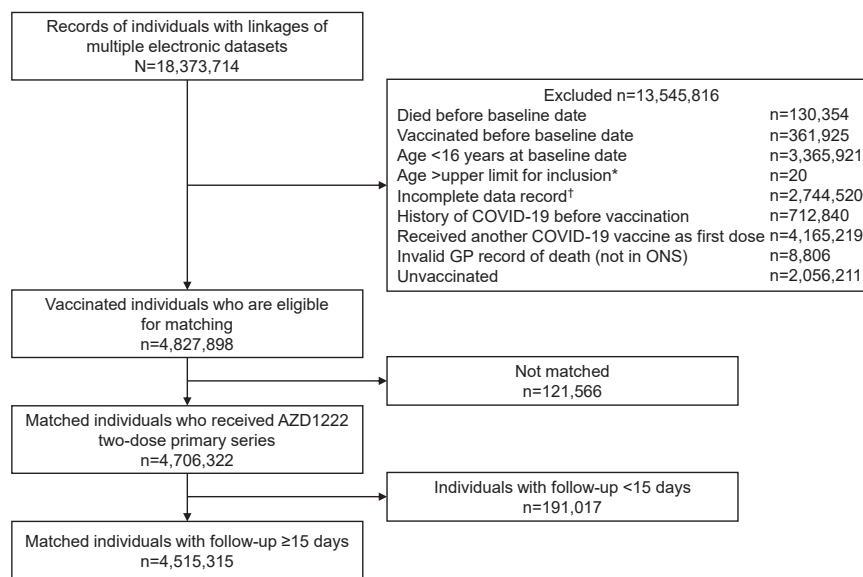 Records of individuals with linkages of
multiple electronic datasets
N=18,373,714
Excluded n=13,545,816
Died before baseline date n=130,354
Vaccinated before baseline date n=361,925
Age <16 years at baseline date n=3,365,921
Age >upper limit for inclusion* n=20
Incomplete data record† n=2,744,520
History of COVID-19 before vaccination n=712,840
Received another COVID-19 vaccine as first dose n=4,165,219
Invalid GP record of death (not in ONS) n=8,806
Unvaccinated n=2,056,211
Vaccinated individuals who are eligible
for matching
n=4,827,898
Not matched
n=121,566
Matched individuals who received AZD1222
two-dose primary series
n=4,706,322
Individuals with follow-up <15 days
n=191,017
Matched individuals with follow-up ≥15 days
n=4,515,315